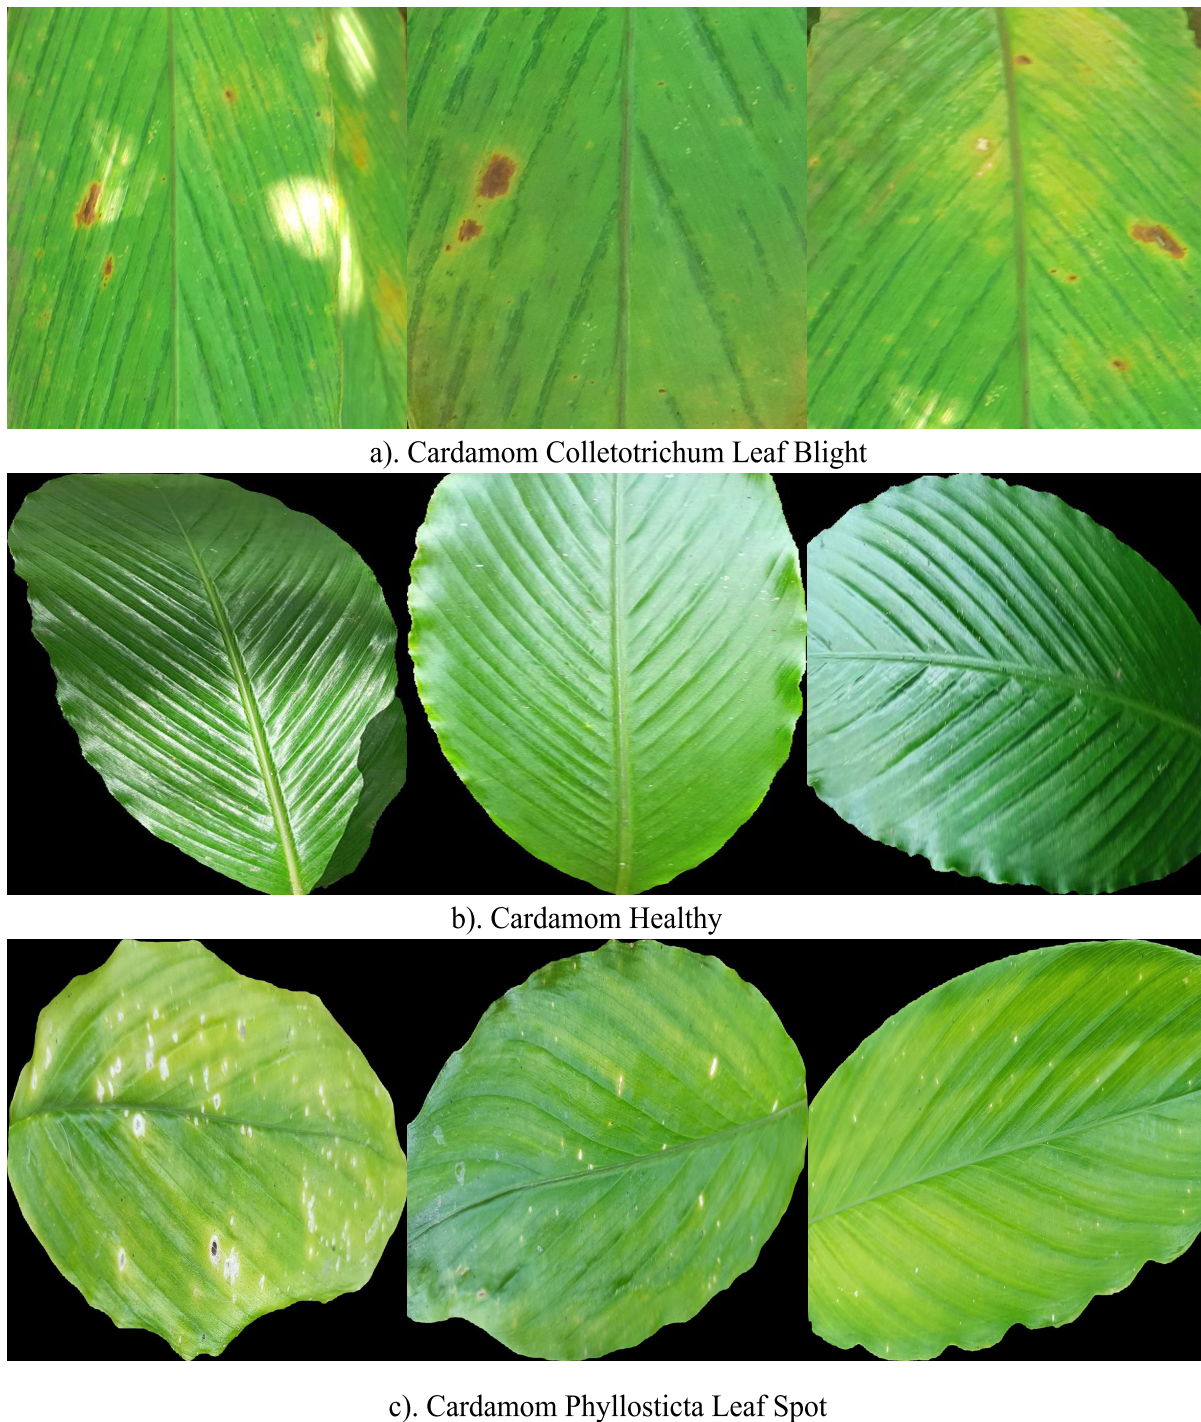 a). Cardamom Colletotrichum Leaf Blight
b). Cardamom Healthy
c). Cardamom Phyllosticta Leaf Spot